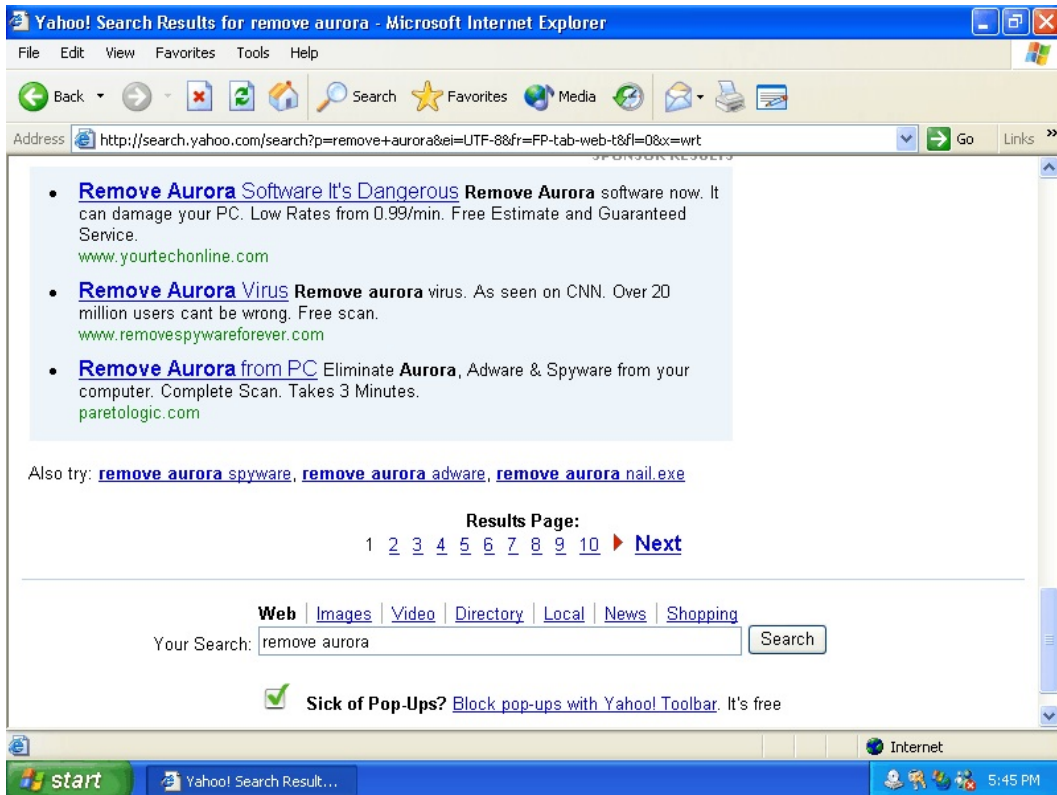 Yahoo! Search Results for remove aurora - Microsoft Internet Explorer
File Edit View Favorites Tools Help
Back Search Favorites Media
Address http://search.yahoo.com/search?p=remove+aurora&ei=UTF-8&fr=FP-tab-web-t&fl=0&x=wrt Go Links »
SPONSOR RESULTS
• Remove Aurora Software It's Dangerous Remove Aurora software now. It
can damage your PC. Low Rates from 0.99/min. Free Estimate and Guaranteed
Service.
www.yourtechonline.com
• Remove Aurora Virus Remove aurora virus. As seen on CNN. Over 20
million users cant be wrong. Free scan.
www.removespywareforever.com
• Remove Aurora from PC Eliminate Aurora, Adware & Spyware from your
computer. Complete Scan. Takes 3 Minutes.
paretologic.com
Also try: remove aurora spyware, remove aurora adware, remove aurora nail.exe
Results Page:
1 2 3 4 5 6 7 8 9 10 Next
Web | Images | Video | Directory | Local | News | Shopping
Your Search: remove aurora Search
Sick of Pop-Ups? Block pop-ups with Yahoo! Toolbar. It's free
Internet
start Yahoo! Search Result... 5:45 PM